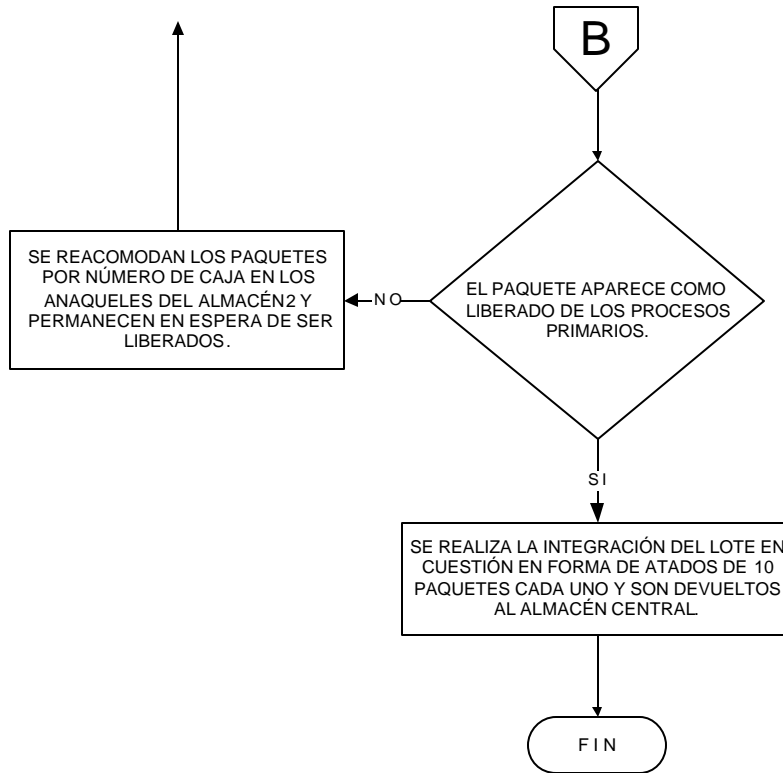 B
EL PAQUETE APARECE COMO
LIBERADO DE LOS PROCESOS
PRIMARIOS.
NO
SE REACOMODAN LOS PAQUETES
POR NÚMERO DE CAJA EN LOS
ANAQUELES DEL ALMACÉN2 Y
PERMANECEN EN ESPERA DE SER
LIBERADOS.
SI
SE REALIZA LA INTEGRACIÓN DEL LOTE EN
CUESTIÓN EN FORMA DE ATADOS DE 10
PAQUETES CADA UNO Y SON DEVUELTOS
AL ALMACÉN CENTRAL.
FIN